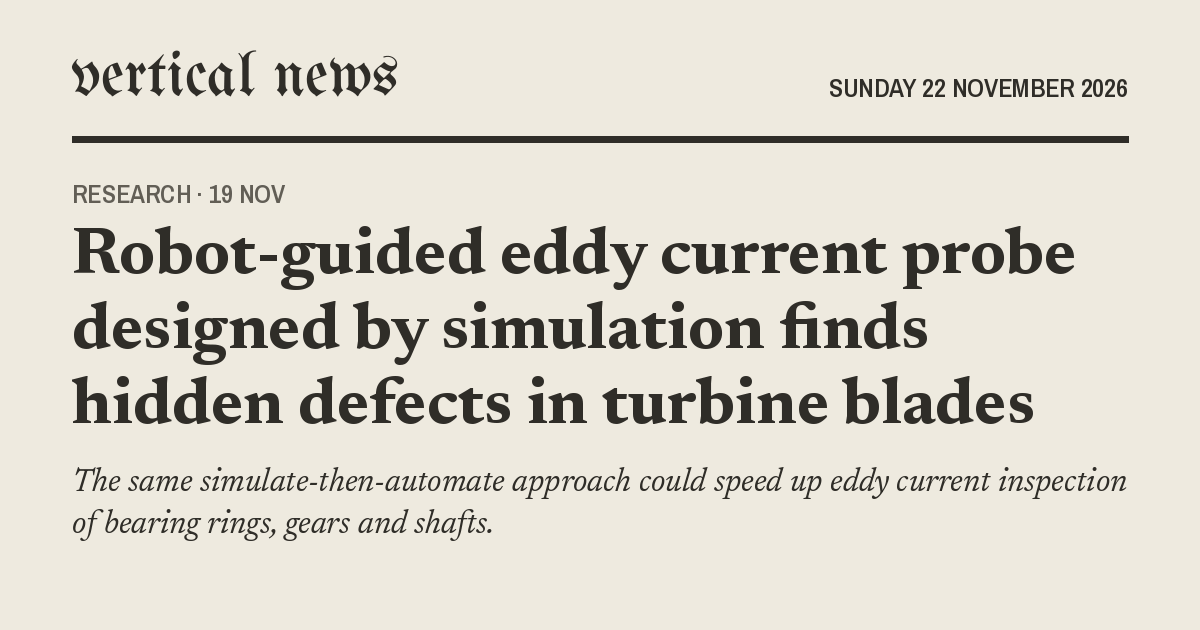 vertical news
SUNDAY 22 NOVEMBER 2026
RESEARCH · 19 NOV
Robot-guided eddy current probe
designed by simulation finds
hidden defects in turbine blades
The same simulate-then-automate approach could speed up eddy current inspection
of bearing rings, gears and shafts.